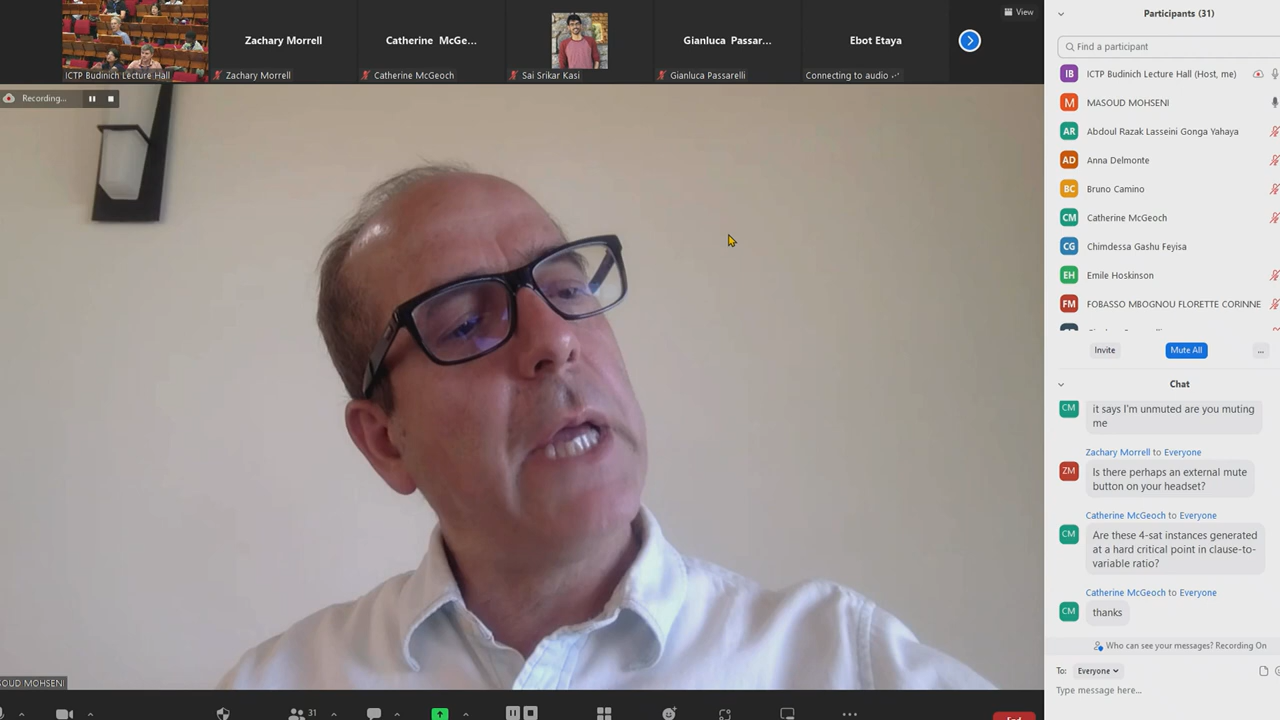 View
Zachary Morrell
Catherine McGe...
Gianluca Passar...
Ebot Etaya
ICTP Budinich Lecture Hall
Zachary Morrell
Catherine McGeoch
Sai Srikar Kasi
Gianluca Passarelli
Connecting to audio
Recording...
OUD MOHSENI
31
End
Participants (31)
Find a participant
IB ICTP Budinich Lecture Hall (Host, me)
M MASOUD MOHSENI
AR Abdoul Razak Lasseini Gonga Yahaya
AD Anna Delmonte
BC Bruno Camino
CM Catherine McGeoch
CG Chimdessa Gashu Feyisa
EH Emile Hoskinson
FM FOBASSO MBOGNOU FLORETTE CORINNE
Invite
Mute All
...
Chat
CM it says I'm unmuted are you muting
me
Zachary Morrell to Everyone
ZM Is there perhaps an external mute
button on your headset?
Catherine McGeoch to Everyone
CM Are these 4-sat instances generated
at a hard critical point in clause-to-
variable ratio?
Catherine McGeoch to Everyone
CM thanks
Who can see your messages? Recording On
To: Everyone
Type message here...